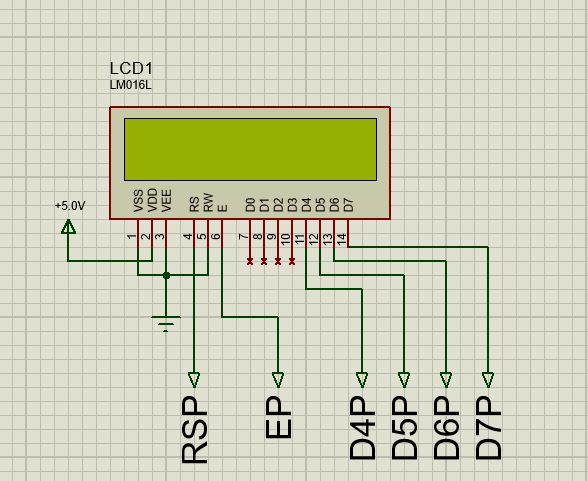 LCD1
LM016L
VSS
VDD
VEE
RS
RW
E
D0
D1
D2
D3
D4
D5
D6
D7
+5.0V
1
2
3
4
5
6
7
8
9
10
11
12
13
14
RSP
EP
D4P
D5P
D6P
D7P